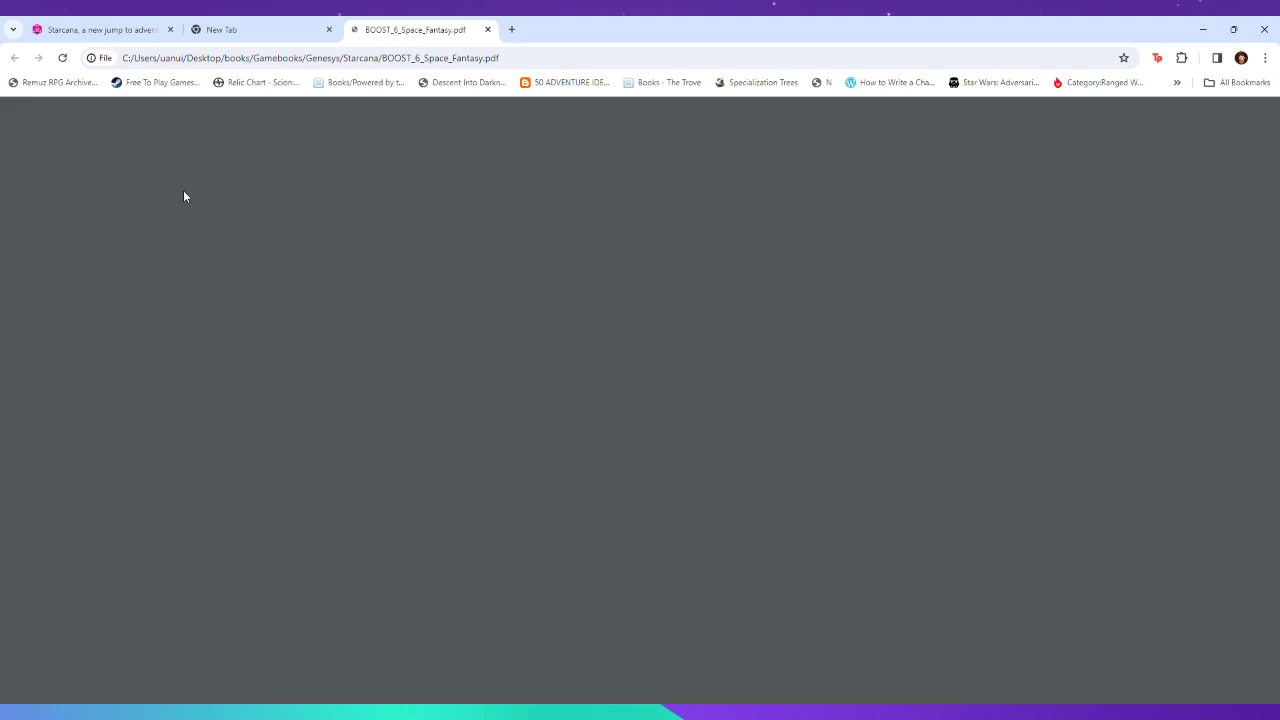 Starcana, a new jump to advent
New Tab
BOOST_6_Space_Fantasy.pdf
File
C:/Users/uanui/Desktop/books/Gamebooks/Genesys/Starcana/BOOST_6_Space_Fantasy.pdf
Tp
Remuz RPG Archive...
Free To Play Games...
Relic Chart - Scion:...
Books/Powered by t...
Descent Into Darkn...
50 ADVENTURE IDE...
Books - The Trove
Specialization Trees
N
How to Write a Cha...
Star Wars: Adversari...
Category:Ranged W...
All Bookmarks